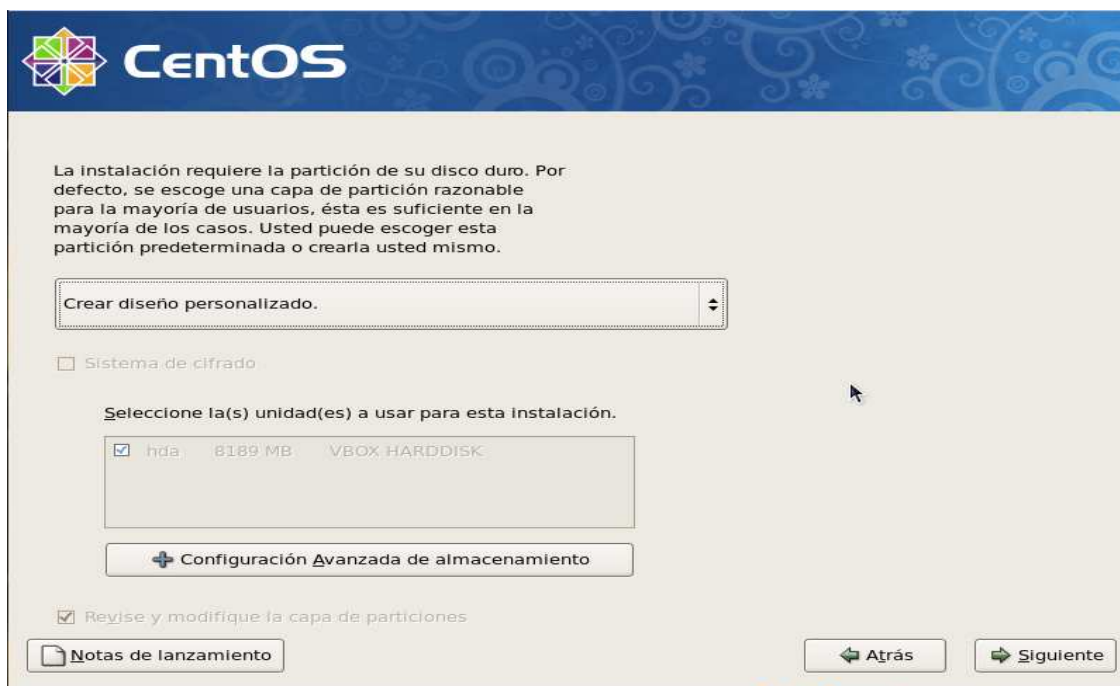 CentOS
La instalación requiere la partición de su disco duro. Por
defecto, se escoge una capa de partición razonable
para la mayoría de usuarios, ésta es suficiente en la
mayoría de los casos. Usted puede escoger esta
partición predeterminada o crearla usted mismo.
Crear diseño personalizado.
Sistema de cifrado
Seleccione la(s) unidad(es) a usar para esta instalación.
hda 8189 MB VBOX HARDDISK
Configuración Avanzada de almacenamiento
Revise y modifique la capa de particiones
Notas de lanzamiento
Atrás
Siguiente